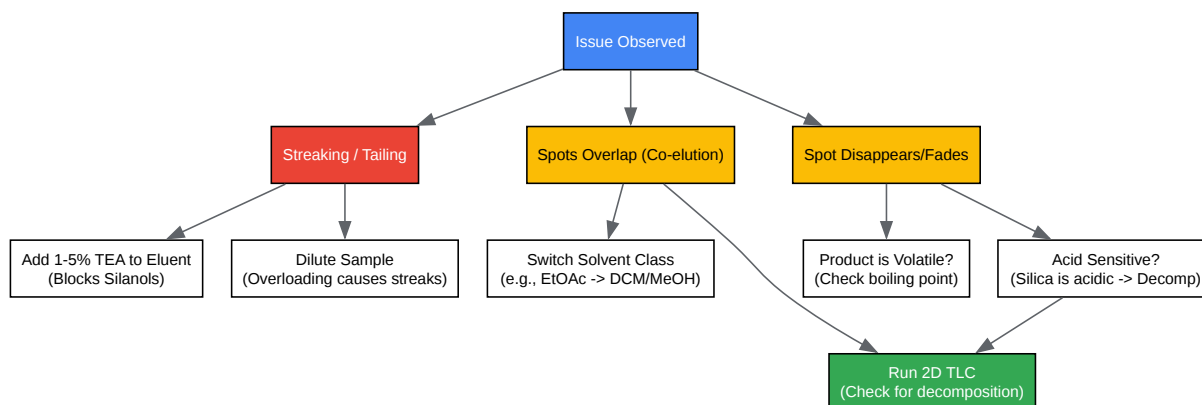 Issue Observed
Streaking / Tailing
Spots Overlap (Co-elution)
Spot Disappears/Fades
Add 1-5% TEA to Eluent
(Blocks Silanols)
Dilute Sample
(Overloading causes streaks)
Switch Solvent Class
(e.g., EtOAc -> DCM/MeOH)
Product is Volatile?
(Check boiling point)
Acid Sensitive?
(Silica is acidic -> Decomp)
Run 2D TLC
(Check for decomposition)